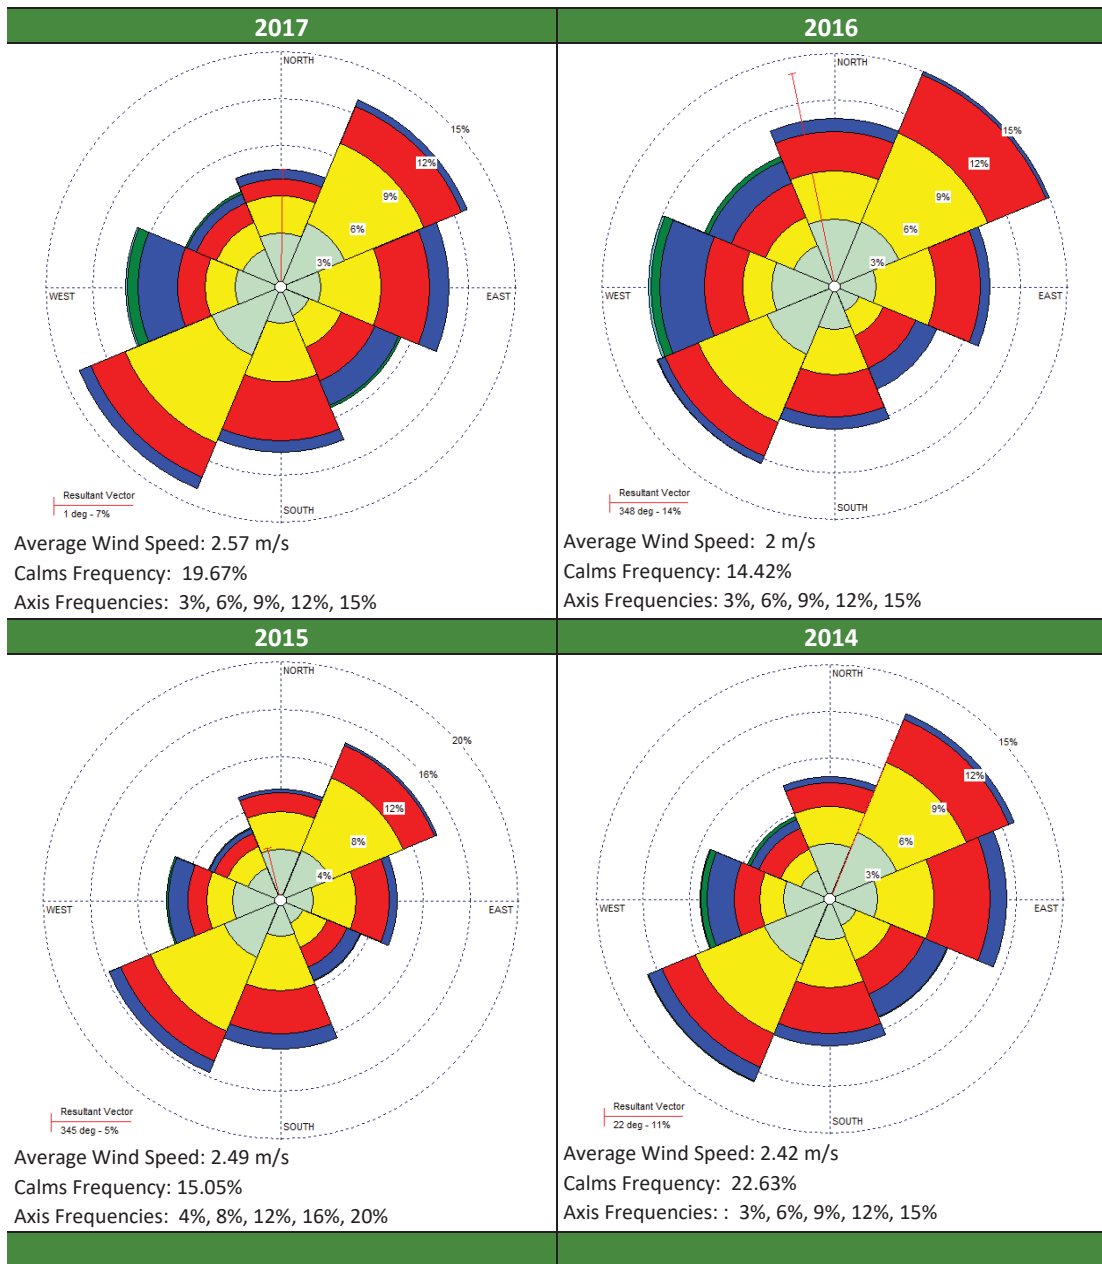 2017
2016
NORTH
15%
12%
9%
6%
3%
WEST
EAST
SOUTH
Resultant Vector
1 deg - 7%
Average Wind Speed: 2.57 m/s
Calms Frequency: 19.67%
Axis Frequencies: 3%, 6%, 9%, 12%, 15%
NORTH
15%
12%
9%
6%
3%
WEST
EAST
SOUTH
Resultant Vector
348 deg - 14%
Average Wind Speed: 2 m/s
Calms Frequency: 14.42%
Axis Frequencies: 3%, 6%, 9%, 12%, 15%
2015
2014
NORTH
20%
16%
12%
8%
4%
WEST
EAST
SOUTH
Resultant Vector
345 deg - 5%
Average Wind Speed: 2.49 m/s
Calms Frequency: 15.05%
Axis Frequencies: 4%, 8%, 12%, 16%, 20%
NORTH
15%
12%
9%
6%
3%
WEST
EAST
SOUTH
Resultant Vector
22 deg - 11%
Average Wind Speed: 2.42 m/s
Calms Frequency: 22.63%
Axis Frequencies: : 3%, 6%, 9%, 12%, 15%